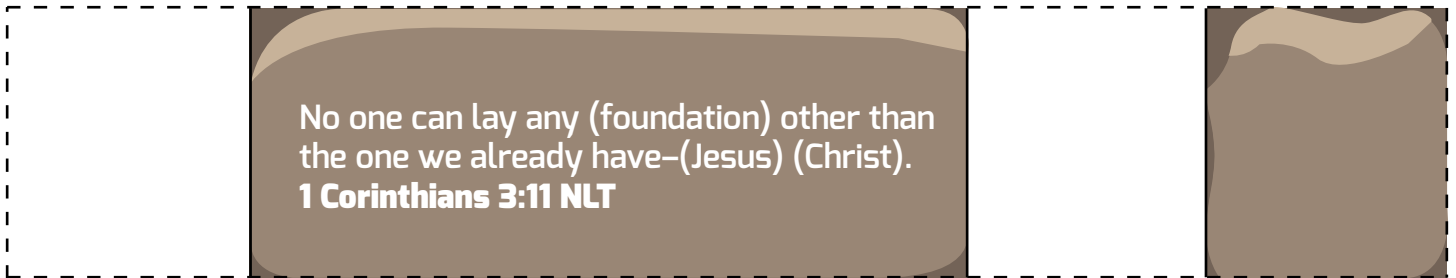 No one can lay any (foundation) other than
the one we already have–(Jesus) (Christ).
1 Corinthians 3:11 NLT